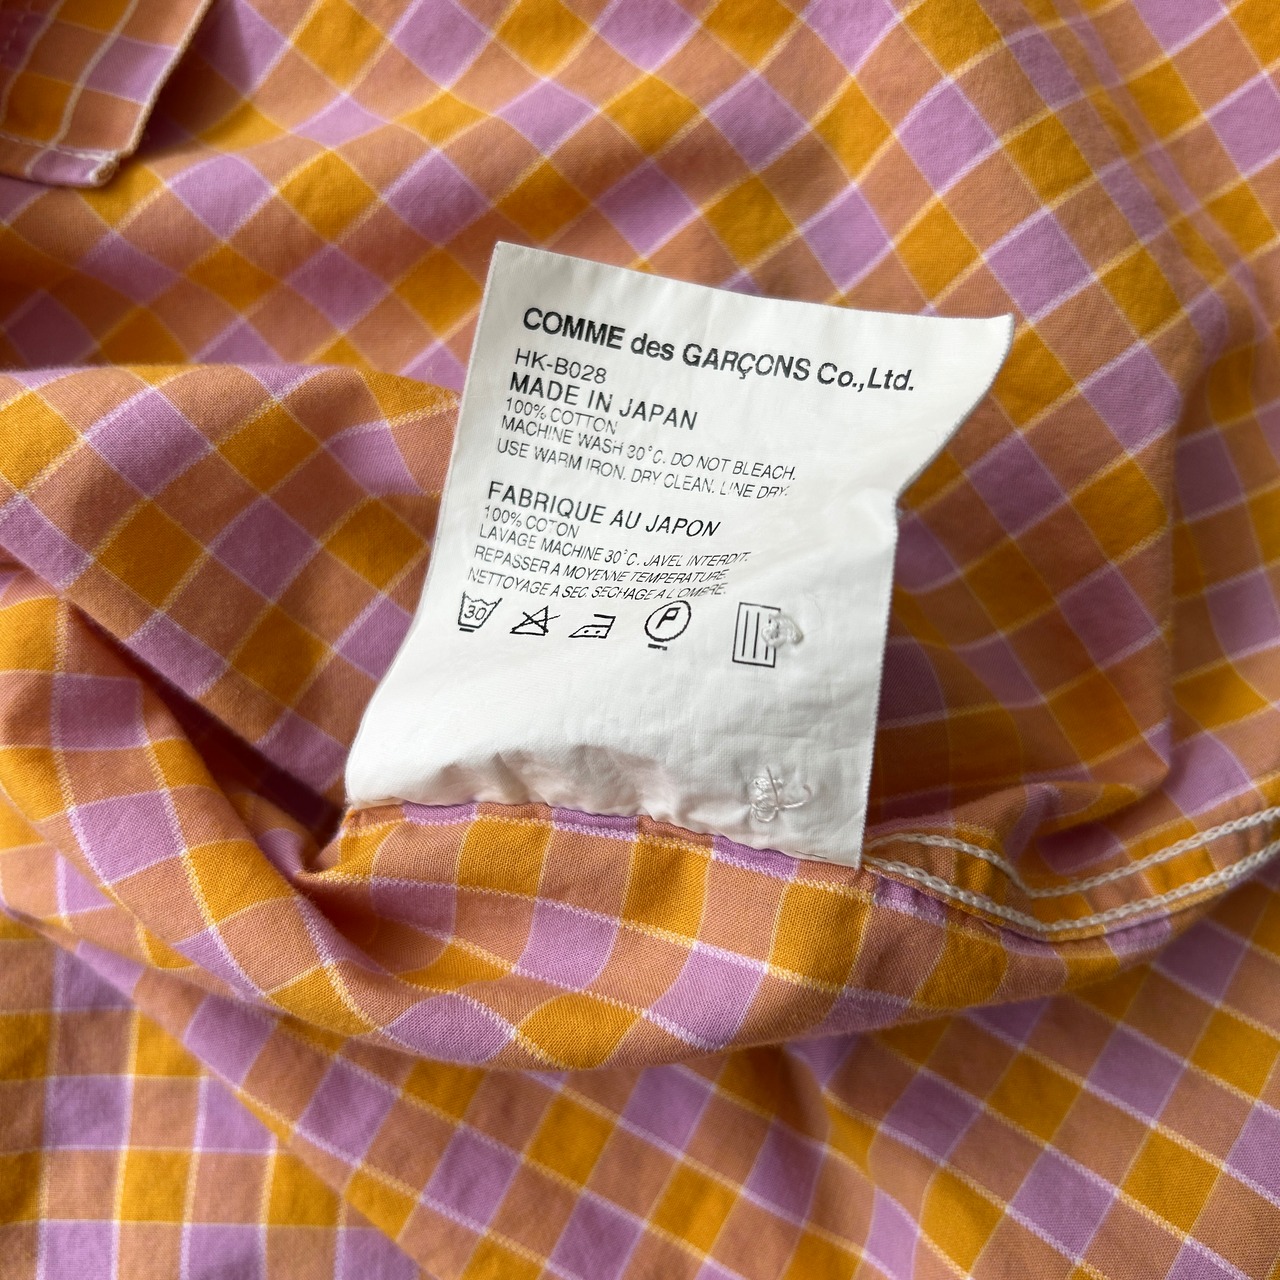 COMME des GARÇONS Co.,Ltd.
HK-B028
MADE IN JAPAN
100% COTTON
MACHINE WASH 30°C. DO NOT BLEACH.
USE WARM IRON. DRY CLEAN. LINE DRY.
FABRIQUE AU JAPON
100% COTON
LAVAGE MACHINE 30°C. JAVEL INTERDIT.
REPASSER A MOYENNE TEMPERATURE.
NETTOYAGE A SEC. SECHAGE A L'OMBRE.
30 P